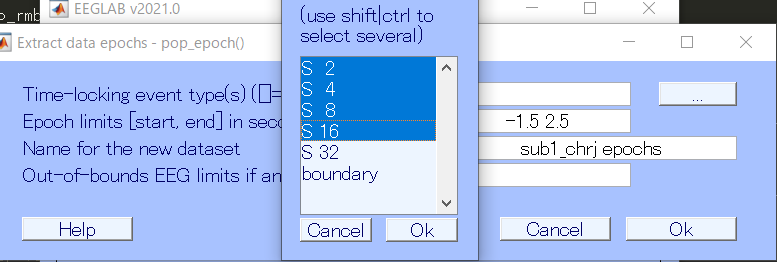 o_rmb
EEGLAB v2021.0
(use shift|ctrl to
select several)
Extract data epochs - pop_epoch()
Time-locking event type(s) ([]=
...
Epoch limits [start, end] in seco
-1.5 2.5
Name for the new dataset
sub1_chrj epochs
Out-of-bounds EEG limits if an
S  2
S  4
S  8
S 16
S 32
boundary
Help
Cancel
Ok
Cancel
Ok